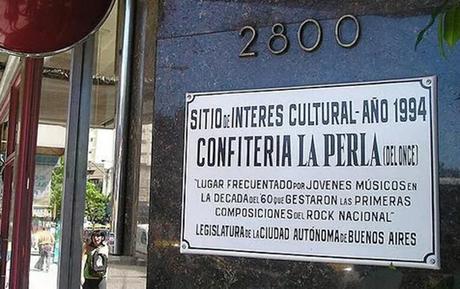 2800
SITIO DE INTERES CULTURAL-AÑO 1994
CONFITERIA LA PERLA (DEL ONCE)
"LUGAR FRECUENTADO POR JOVENES MÚSICOS EN
LA DECADA DEL 60 QUE GESTARON LAS PRIMERAS
COMPOSICIONES DEL ROCK NACIONAL"
LEGISLATURA DE LA CIUDAD AUTÓNOMA DE BUENOS AIRES